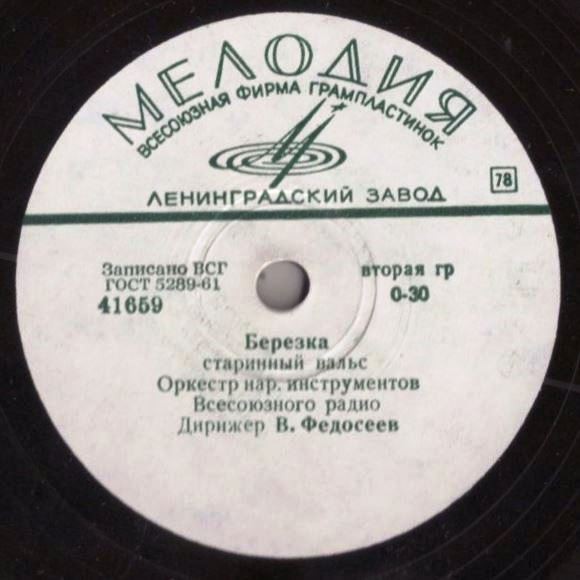 МЕЛОДИЯ
ВСЕСОЮЗНАЯ ФИРМА ГРАМПЛАСТИНОК
ЛЕНИНГРАДСКИЙ ЗАВОД
78
Записано ВСГ
ГОСТ 5289-61
41659
вторая гр
0-30
Березка
старинный вальс
Оркестр нар. инструментов
Всесоюзного радио
Дирижер В. Федосеев